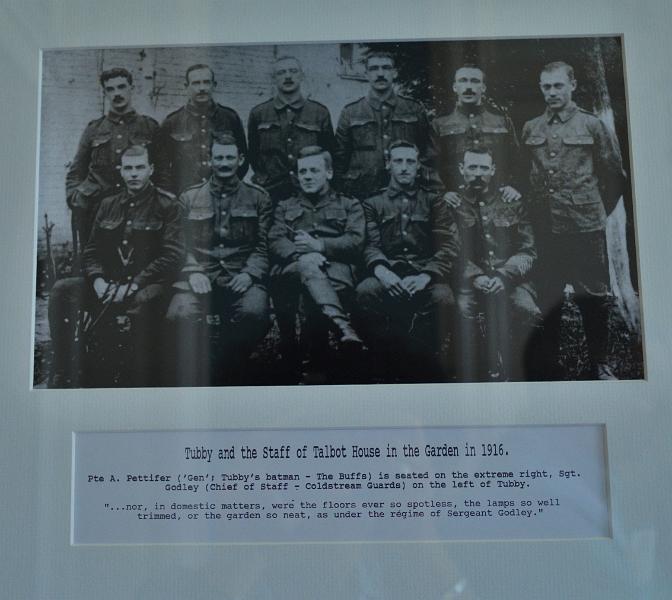 Tubby and the Staff of Talbot House in the Garden in 1916.
Pte A. Pettifer ('Gen'; Tubby's batman - The Buffs) is seated on the extreme right, Sgt.
Godley (Chief of Staff - Coldstream Guards) on the left of Tubby.
"...nor, in domestic matters, were the floors ever so spotless, the lamps so well
trimmed, or the garden so neat, as under the régime of Sergeant Godley."